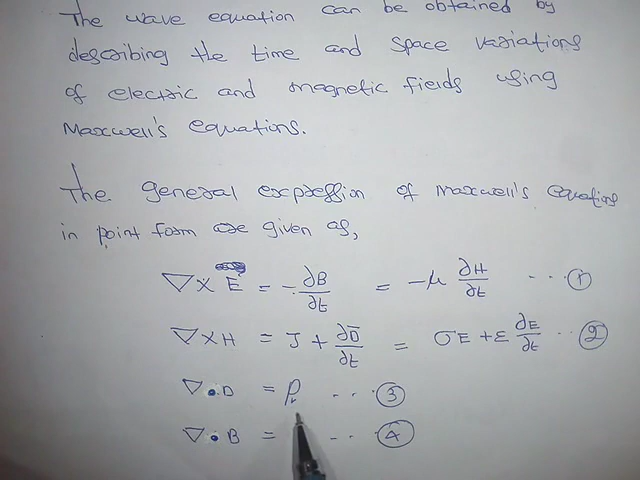 The wave equation can be obtained by
describing the time and space variations
of electric and magnetic fields using
Maxwell's equations.
The general expression of Maxwell's equations
in point form are given as,
▽ × E = - ∂B/∂t = -μ ∂H/∂t ... ①
▽ × H = J + ∂D̅/∂t = σE + ε ∂E/∂t .. ②
▽ • D = ρᵥ ... ③
▽ • B = ... ④